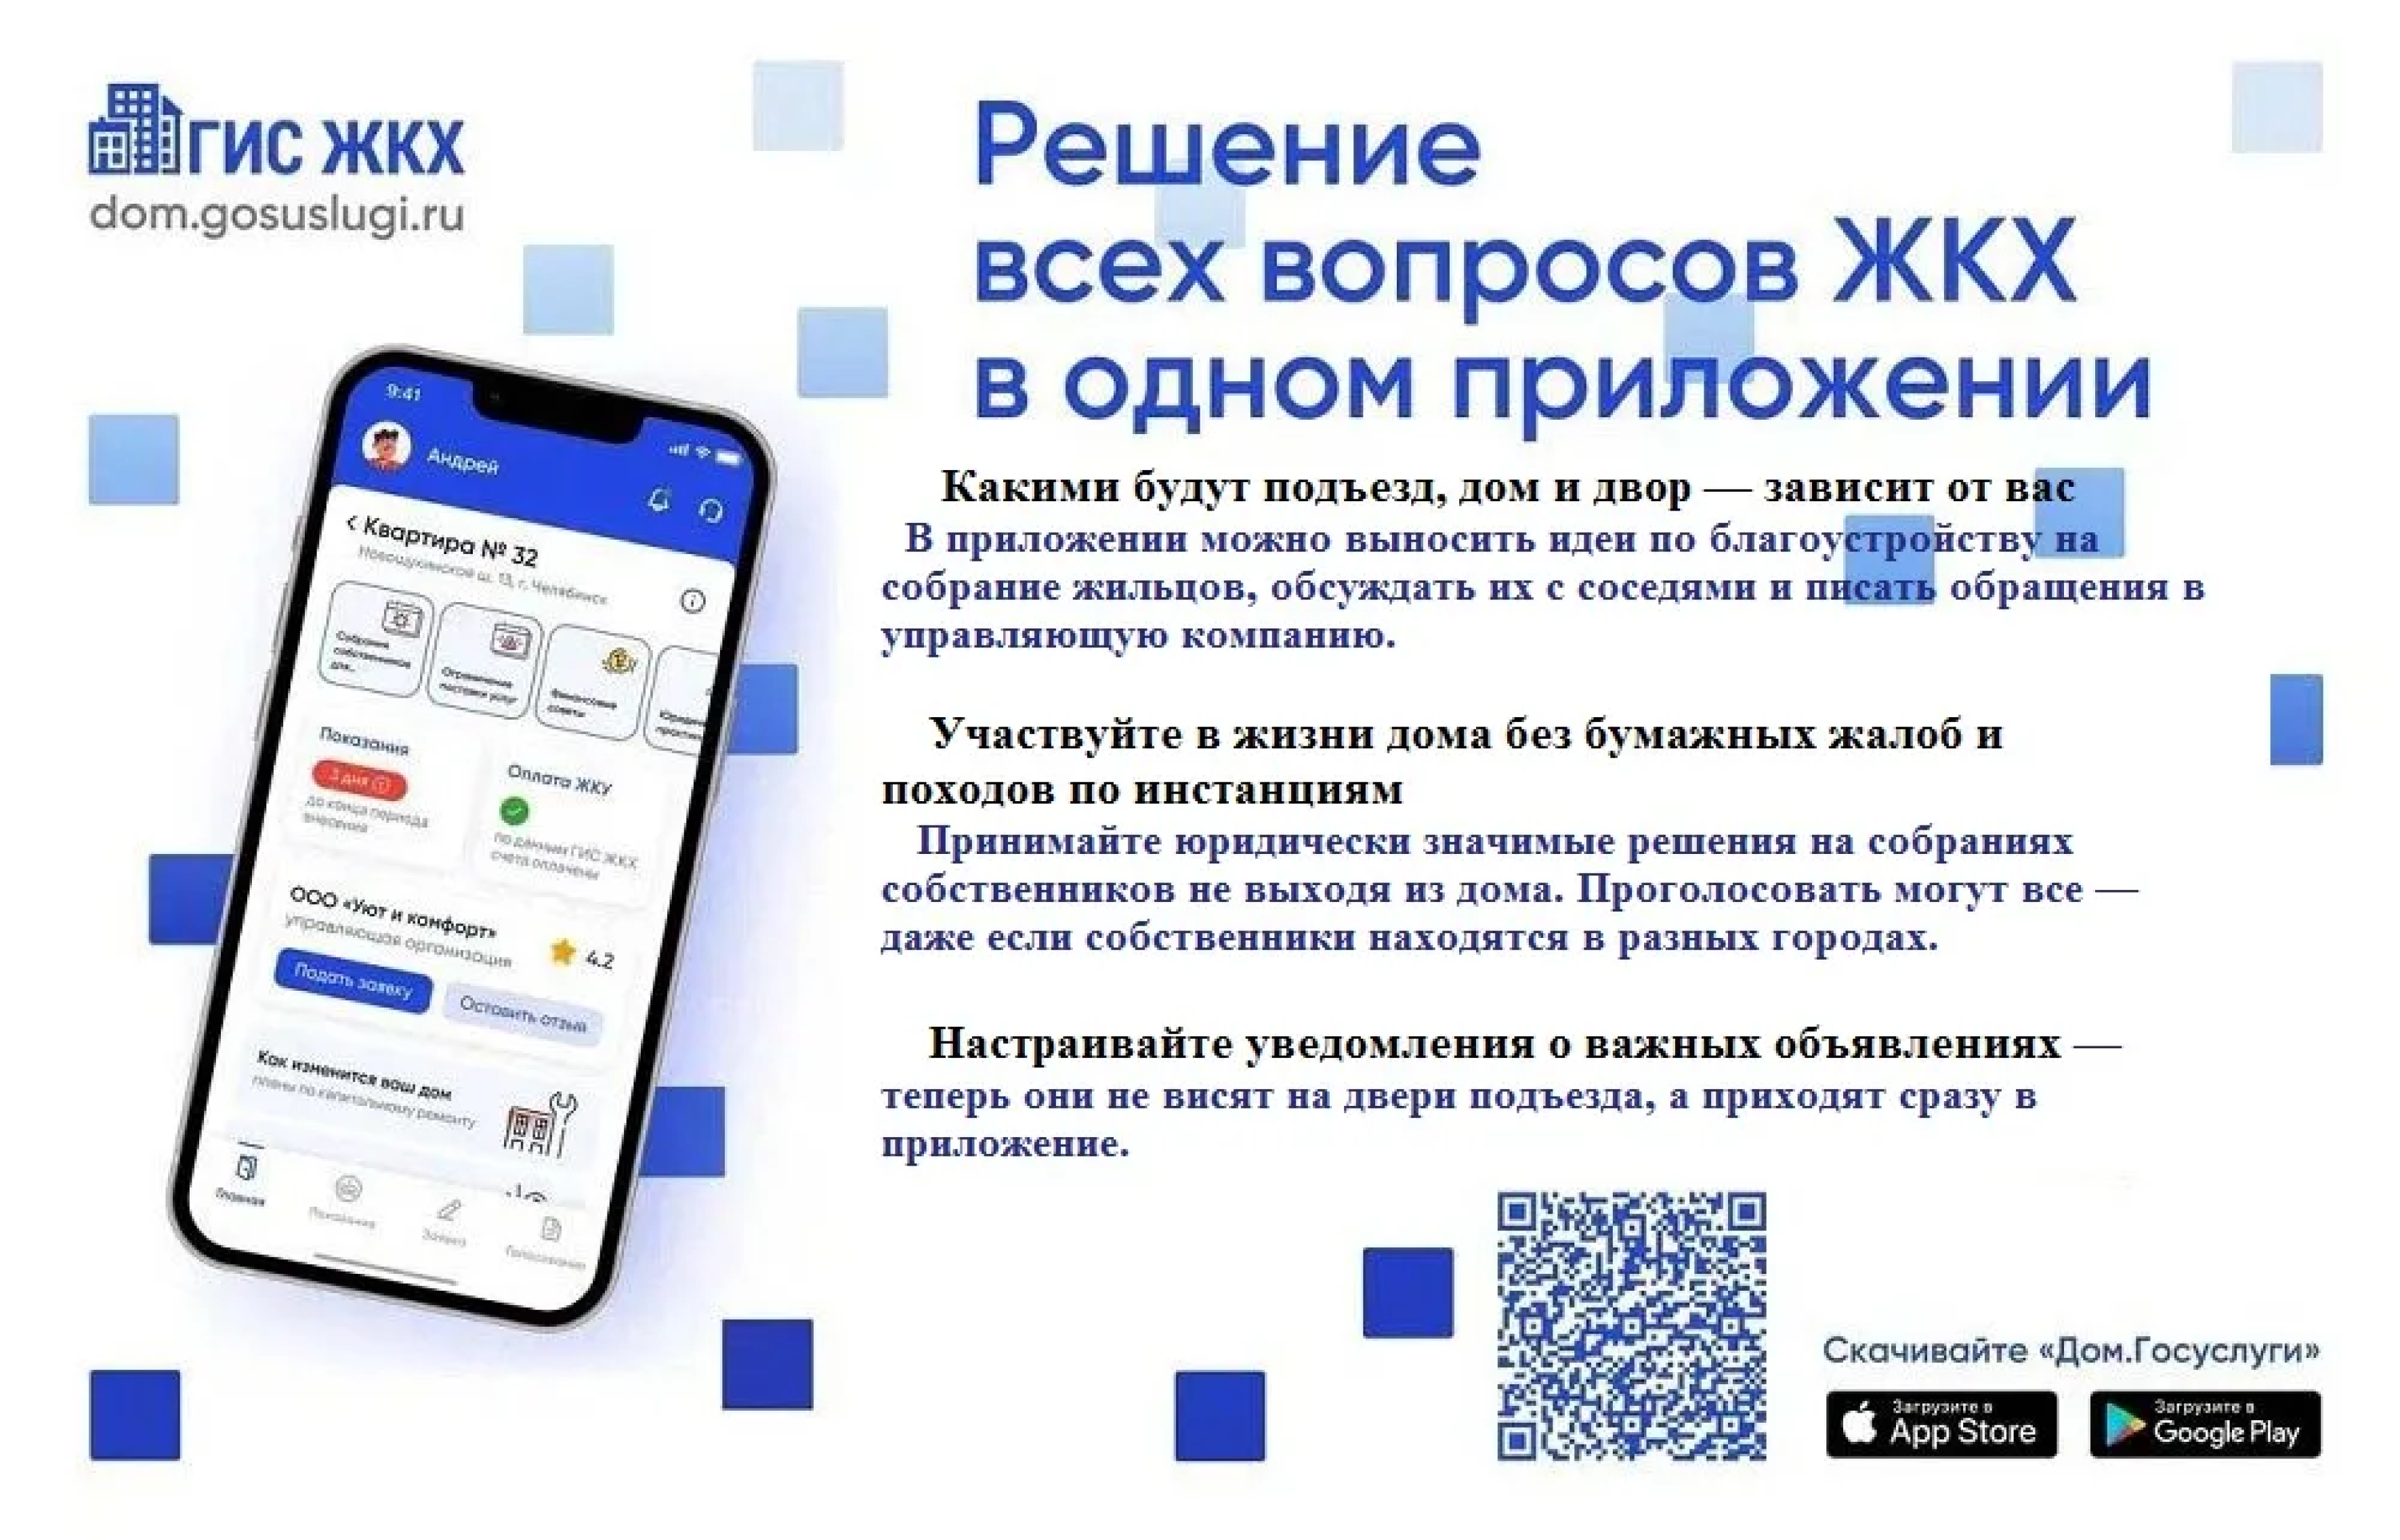 ГИС ЖКХ
dom.gosuslugi.ru
Решение
всех вопросов ЖКХ
в одном приложении
Какими будут подъезд, дом и двор — зависит от вас
В приложении можно выносить идеи по благоустройству на
собрание жильцов, обсуждать их с соседями и писать обращения в
управляющую компанию.
Участвуйте в жизни дома без бумажных жалоб и
походов по инстанциям
Принимайте юридически значимые решения на собраниях
собственников не выходя из дома. Проголосовать могут все —
даже если собственники находятся в разных городах.
Настраивайте уведомления о важных объявлениях —
теперь они не висят на двери подъезда, а приходят сразу в
приложение.
9:41
Андрей
Квартира № 32
ш. 13, г. Челябинск
Собрания
собственников
для...
Ограничение
поставки услуг
Финансовые
советы
Показания
3 дня
до конца периода
внесения
Оплата ЖКУ
по данным ГИС ЖКХ
счета оплачены
ООО «Уют и комфорт»
управляющая организация
4.2
Подать заявку
Оставить отзыв
Как изменится ваш дом
планы по капитальному ремонту
Главная
Показания
Заявка
Голосования
Скачивайте «Дом.Госуслуги»
Загрузите в
App Store
Загрузите в
Google Play